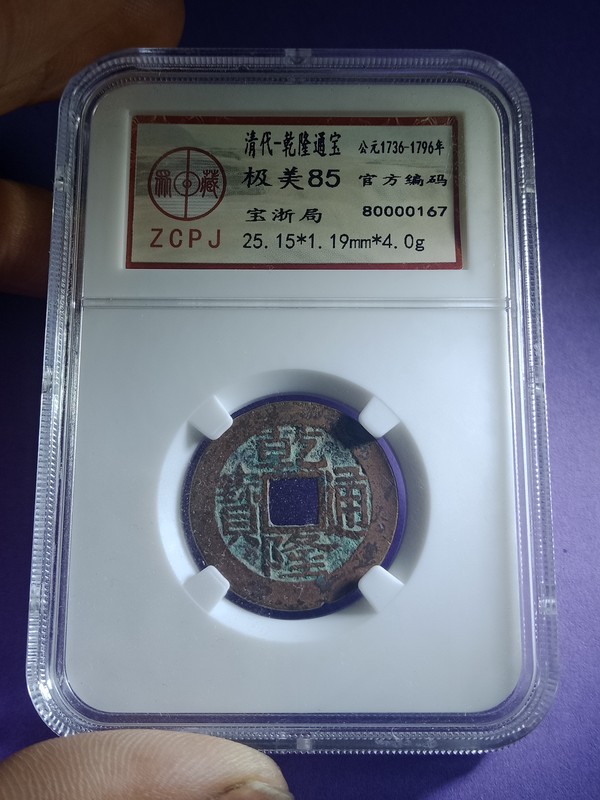 清代-乾隆通宝 公元1736-1796年
极美85 官方编码
宝浙局 80000167
ZCPJ 25.15*1.19mm*4.0g
藏
乾
寳 通
隆